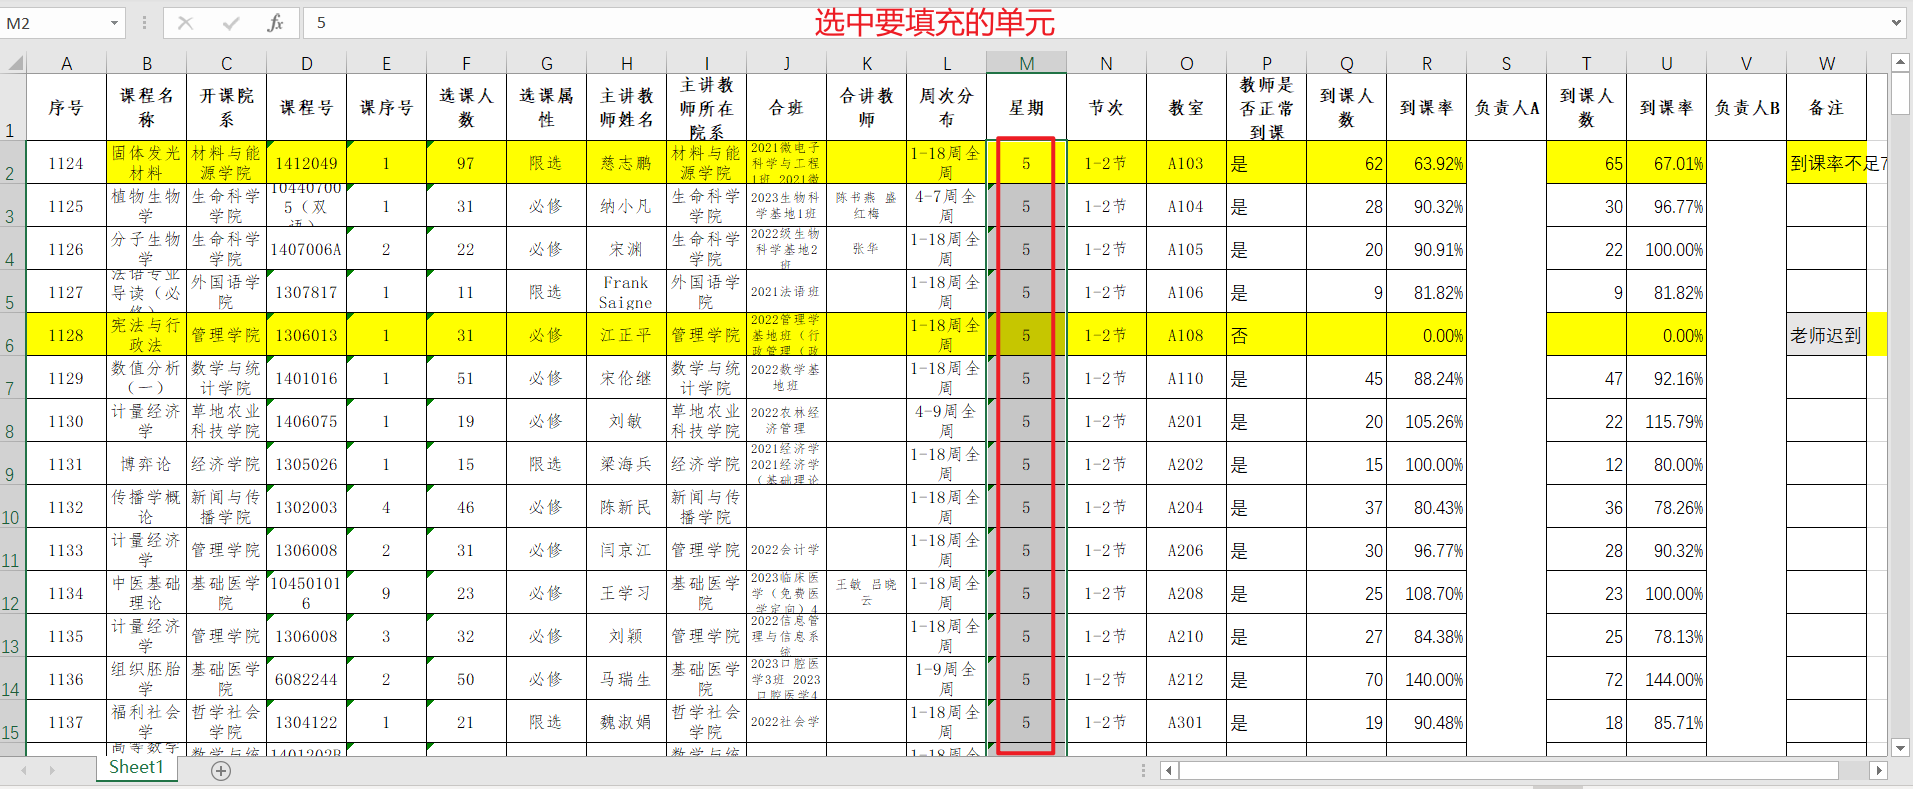 M2 fx 5
选中要填充的单元
A B C D E F G H I J K L M N O P Q R S T U V W
1 序号 课程名称 开课院系 课程号 课序号 选课人数 选课属性 主讲教师姓名 主讲教师所在院系 合班 合讲教师 周次分布 星期 节次 教室 教师是否正常到课 到课人数 到课率 负责人A 到课人数 到课率 负责人B 备注
2 1124 固体发光材料 材料与能源学院 1412049 1 97 限选 慈志鹏 材料与能源学院 2021微电子科学与工程1班 2021微 1-18周全周 5 1-2节 A103 是 62 63.92% 65 67.01% 到课率不足7
3 1125 植物生物学 生命科学学院 104407005（双语） 1 31 必修 纳小凡 生命科学学院 2023生物科学基地1班 陈书燕 盛红梅 4-7周全周 5 1-2节 A104 是 28 90.32% 30 96.77%
4 1126 分子生物学 生命科学学院 1407006A 2 22 必修 宋渊 生命科学学院 2022级生物科学基地2班 张华 1-18周全周 5 1-2节 A105 是 20 90.91% 22 100.00%
5 1127 法语专业导读（必修） 外国语学院 1307817 1 11 限选 Frank Saigne 外国语学院 2021法语班 1-18周全周 5 1-2节 A106 是 9 81.82% 9 81.82%
6 1128 宪法与行政法 管理学院 1306013 1 31 必修 江正平 管理学院 2022管理学基地班（行政管理（政 1-18周全周 5 1-2节 A108 否 0.00% 0.00% 老师迟到
7 1129 数值分析（一） 数学与统计学院 1401016 1 51 必修 宋伦继 数学与统计学院 2022数学基地班 1-18周全周 5 1-2节 A110 是 45 88.24% 47 92.16%
8 1130 计量经济学 草地农业科技学院 1406075 1 19 必修 刘敏 草地农业科技学院 2022农林经济管理 4-9周全周 5 1-2节 A201 是 20 105.26% 22 115.79%
9 1131 博弈论 经济学院 1305026 1 15 限选 梁海兵 经济学院 2021经济学 2021经济学（基础理论 1-18周全周 5 1-2节 A202 是 15 100.00% 12 80.00%
10 1132 传播学概论 新闻与传播学院 1302003 4 46 必修 陈新民 新闻与传播学院 1-18周全周 5 1-2节 A204 是 37 80.43% 36 78.26%
11 1133 计量经济学 管理学院 1306008 2 31 必修 闫京江 管理学院 2022会计学 1-18周全周 5 1-2节 A206 是 30 96.77% 28 90.32%
12 1134 中医基础理论 基础医学院 104501016 9 23 必修 王学习 基础医学院 2023临床医学（免费医学定向）4 王敏 吕晓云 1-18周全周 5 1-2节 A208 是 25 108.70% 23 100.00%
13 1135 计量经济学 管理学院 1306008 3 32 必修 刘颖 管理学院 2022信息管理与信息系统 1-18周全周 5 1-2节 A210 是 27 84.38% 25 78.13%
14 1136 组织胚胎学 基础医学院 6082244 2 50 必修 马瑞生 基础医学院 2023口腔医学3班 2023口腔医学4 1-9周全周 5 1-2节 A212 是 70 140.00% 72 144.00%
15 1137 福利社会学 哲学社会学院 1304122 1 21 限选 魏淑娟 哲学社会学院 2022社会学 1-18周全周 5 1-2节 A301 是 19 90.48% 18 85.71%
高等数学 数学与统 1401202B 数学与统 1-18周全
Sheet1